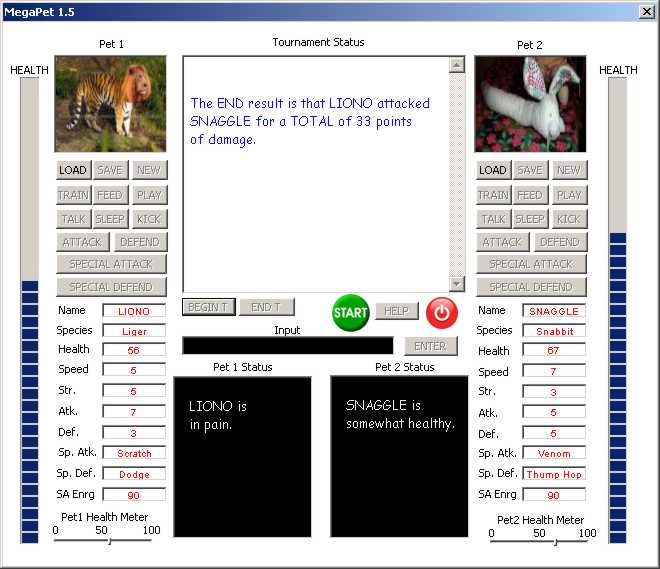 MegaPet 1.5
Pet 1
Tournament Status
Pet 2
HEALTH
HEALTH
The END result is that LIONO attacked
SNAGGLE for a TOTAL of 33 points
of damage.
LOAD SAVE NEW
TRAIN FEED PLAY
TALK SLEEP KICK
ATTACK DEFEND
SPECIAL ATTACK
SPECIAL DEFEND
LOAD SAVE NEW
TRAIN FEED PLAY
TALK SLEEP KICK
ATTACK DEFEND
SPECIAL ATTACK
SPECIAL DEFEND
BEGIN T END T START HELP
Input
ENTER
Name LIONO
Species Liger
Health 56
Speed 5
Str. 5
Atk. 7
Def. 3
Sp. Atk. Scratch
Sp. Def. Dodge
SA Enrg 90
Pet1 Health Meter
0 50 100
Pet 1 Status
LIONO is
in pain.
Pet 2 Status
SNAGGLE is
somewhat healthy.
Name SNAGGLE
Species Snabbit
Health 67
Speed 7
Str. 3
Atk. 5
Def. 5
Sp. Atk. Venom
Sp. Def. Thump Hop
SA Enrg 90
Pet2 Health Meter
0 50 100